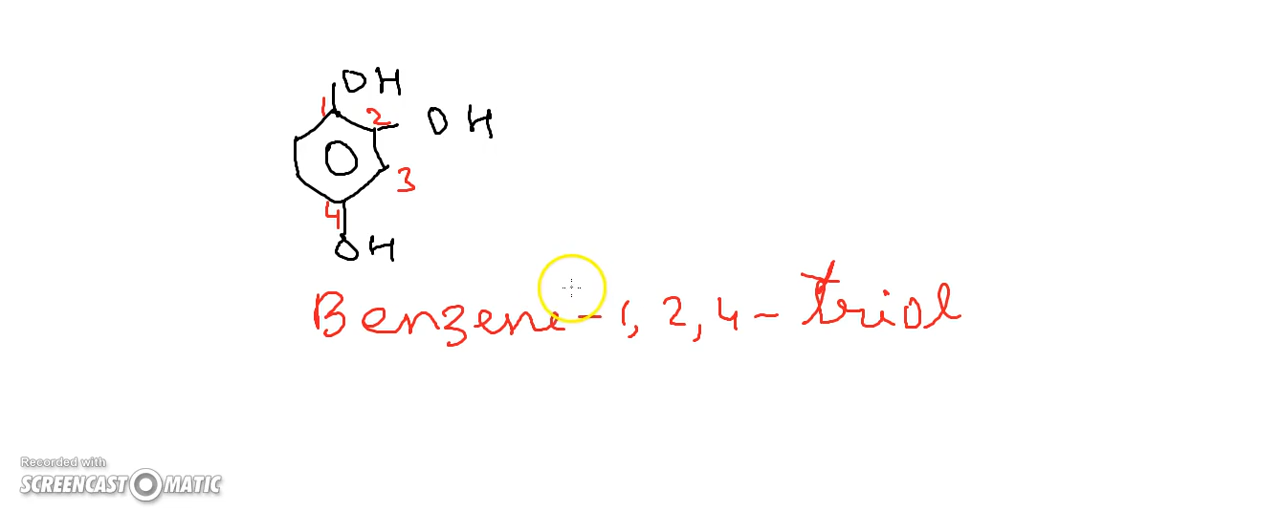 OH
1
2
OH
3
4
OH
Benzene-1,2,4-triol
Recorded with
SCREENCAST MATIC